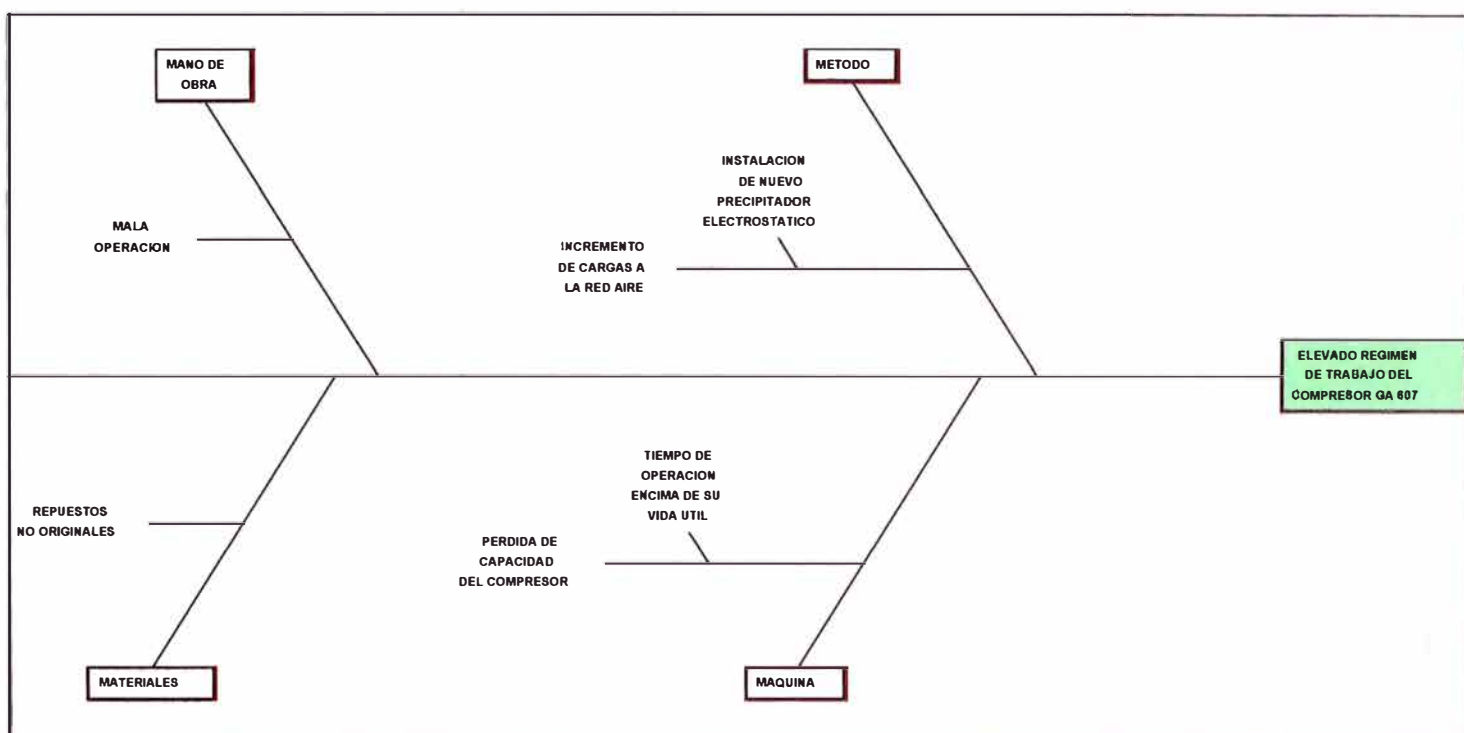 MANO DE
OBRA
METODO
INSTALACION
DE NUEVO
PRECIPITADOR
ELECTROSTATICO
MALA
OPERACION
INCREMENTO
DE CARGAS A
LA RED AIRE
ELEVADO REGIMEN
DE TRABAJO DEL
COMPRESOR GA 607
TIEMPO DE
OPERACION
ENCIMA DE SU
VIDA UTIL
REPUESTOS
NO ORIGINALES
PERDIDA DE
CAPACIDAD
DEL COMPRESOR
MATERIALES
MAQUINA